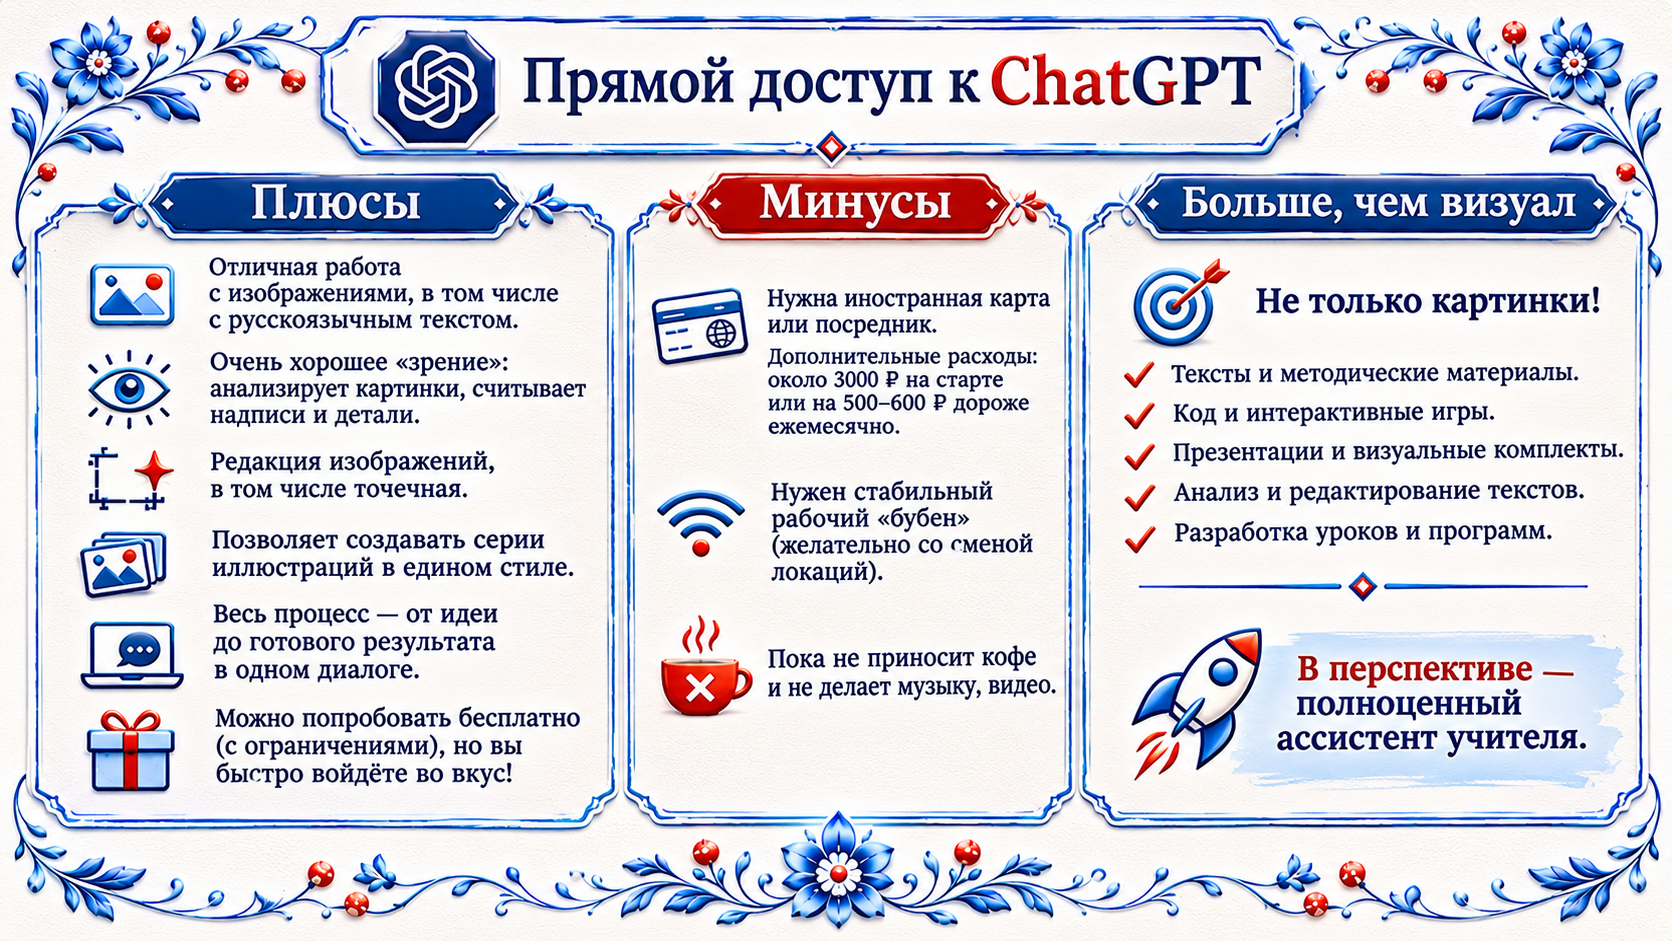 Прямой доступ к ChatGPT
Плюсы
Отличная работа
с изображениями, в том числе
с русскоязычным текстом.
Очень хорошее «зрение»:
анализирует картинки, считывает
надписи и детали.
Редакция изображений,
в том числе точечная.
Позволяет создавать серии
иллюстраций в едином стиле.
Весь процесс — от идеи
до готового результата
в одном диалоге.
Можно попробовать бесплатно
(с ограничениями), но вы
быстро войдёте во вкус!
Минусы
Нужна иностранная карта
или посредник.
Дополнительные расходы:
около 3000 ₽ на старте
или на 500–600 ₽ дороже
ежемесячно.
Нужен стабильный
рабочий «бубен»
(желательно со сменой
локаций).
Пока не приносит кофе
и не делает музыку, видео.
Больше, чем визуал
Не только картинки!
Тексты и методические материалы.
Код и интерактивные игры.
Презентации и визуальные комплекты.
Анализ и редактирование текстов.
Разработка уроков и программ.
В перспективе —
полноценный
ассистент учителя.